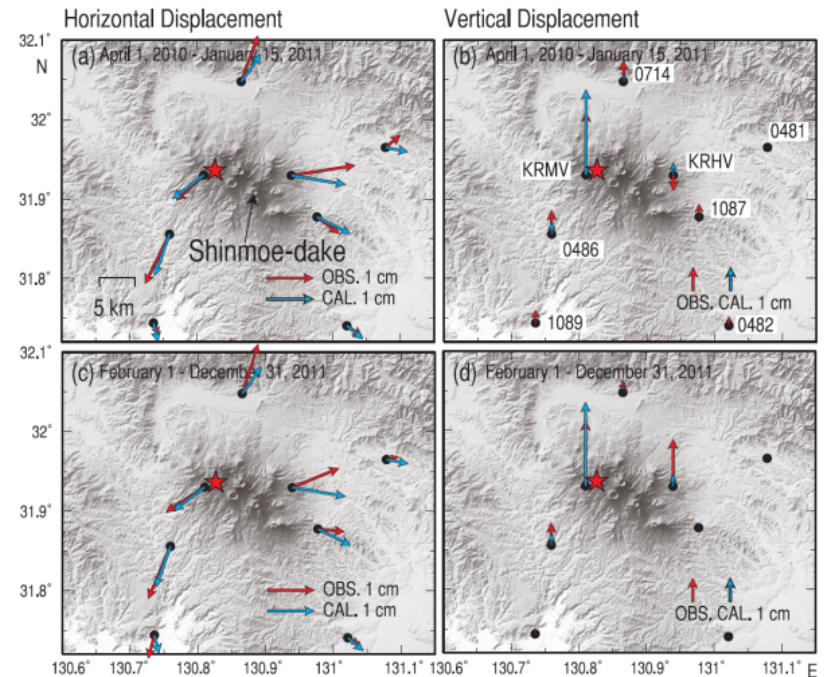 Horizontal Displacement
Vertical Displacement
32.1°
N
32°
31.9°
31.8°
(a) April 1, 2010 - January 15, 2011
Shinmoe-dake
5 km
OBS. 1 cm
CAL. 1 cm
(b) April 1, 2010 - January 15, 2011
0714
0481
KRMV
KRHV
1087
0486
OBS. CAL. 1 cm
1089
0482
32.1°
32°
31.9°
31.8°
(c) February 1 - December 31, 2011
OBS. 1 cm
CAL. 1 cm
(d) February 1 - December 31, 2011
OBS. CAL. 1 cm
130.6° 130.7° 130.8° 130.9° 131° 131.1°
130.6° 130.7° 130.8° 130.9° 131° 131.1° E